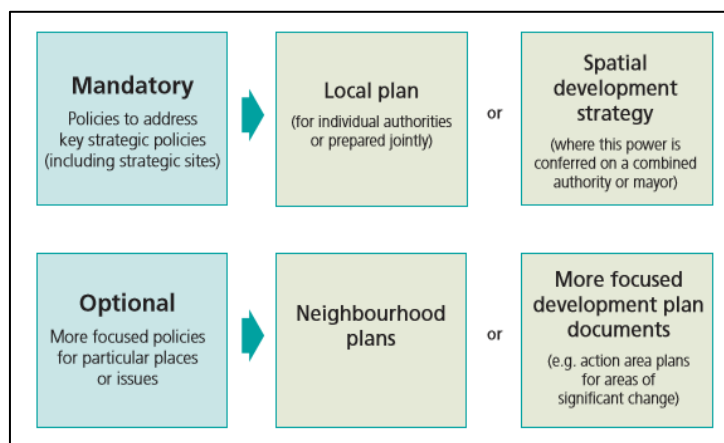 Mandatory
Policies to address
key strategic policies
(including strategic sites)
Local plan
(for individual authorities
or prepared jointly)
or
Spatial
development
strategy
(where this power is
conferred on a combined
authority or mayor)
Optional
More focused policies
for particular places
or issues
Neighbourhood
plans
or
More focused
development plan
documents
(e.g. action area plans
for areas of
significant change)